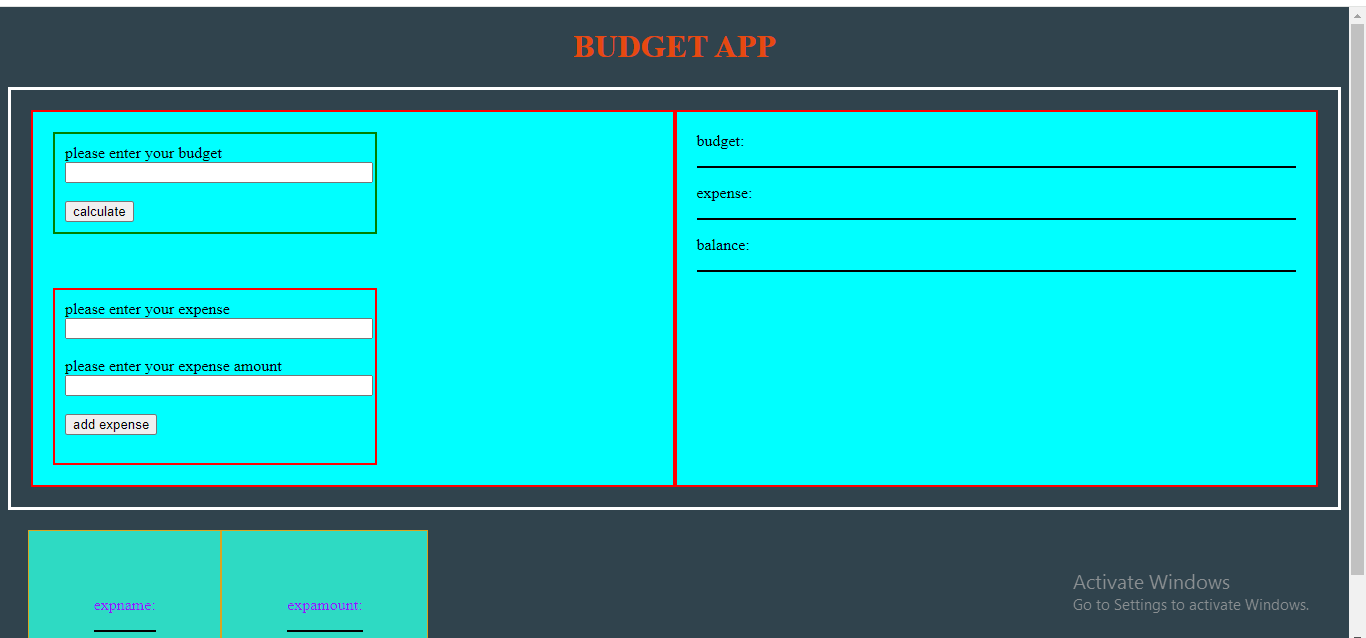 BUDGET APP
please enter your budget
calculate
please enter your expense
please enter your expense amount
add expense
budget:
expense:
balance:
expname:
expamount:
Activate Windows
Go to Settings to activate Windows.